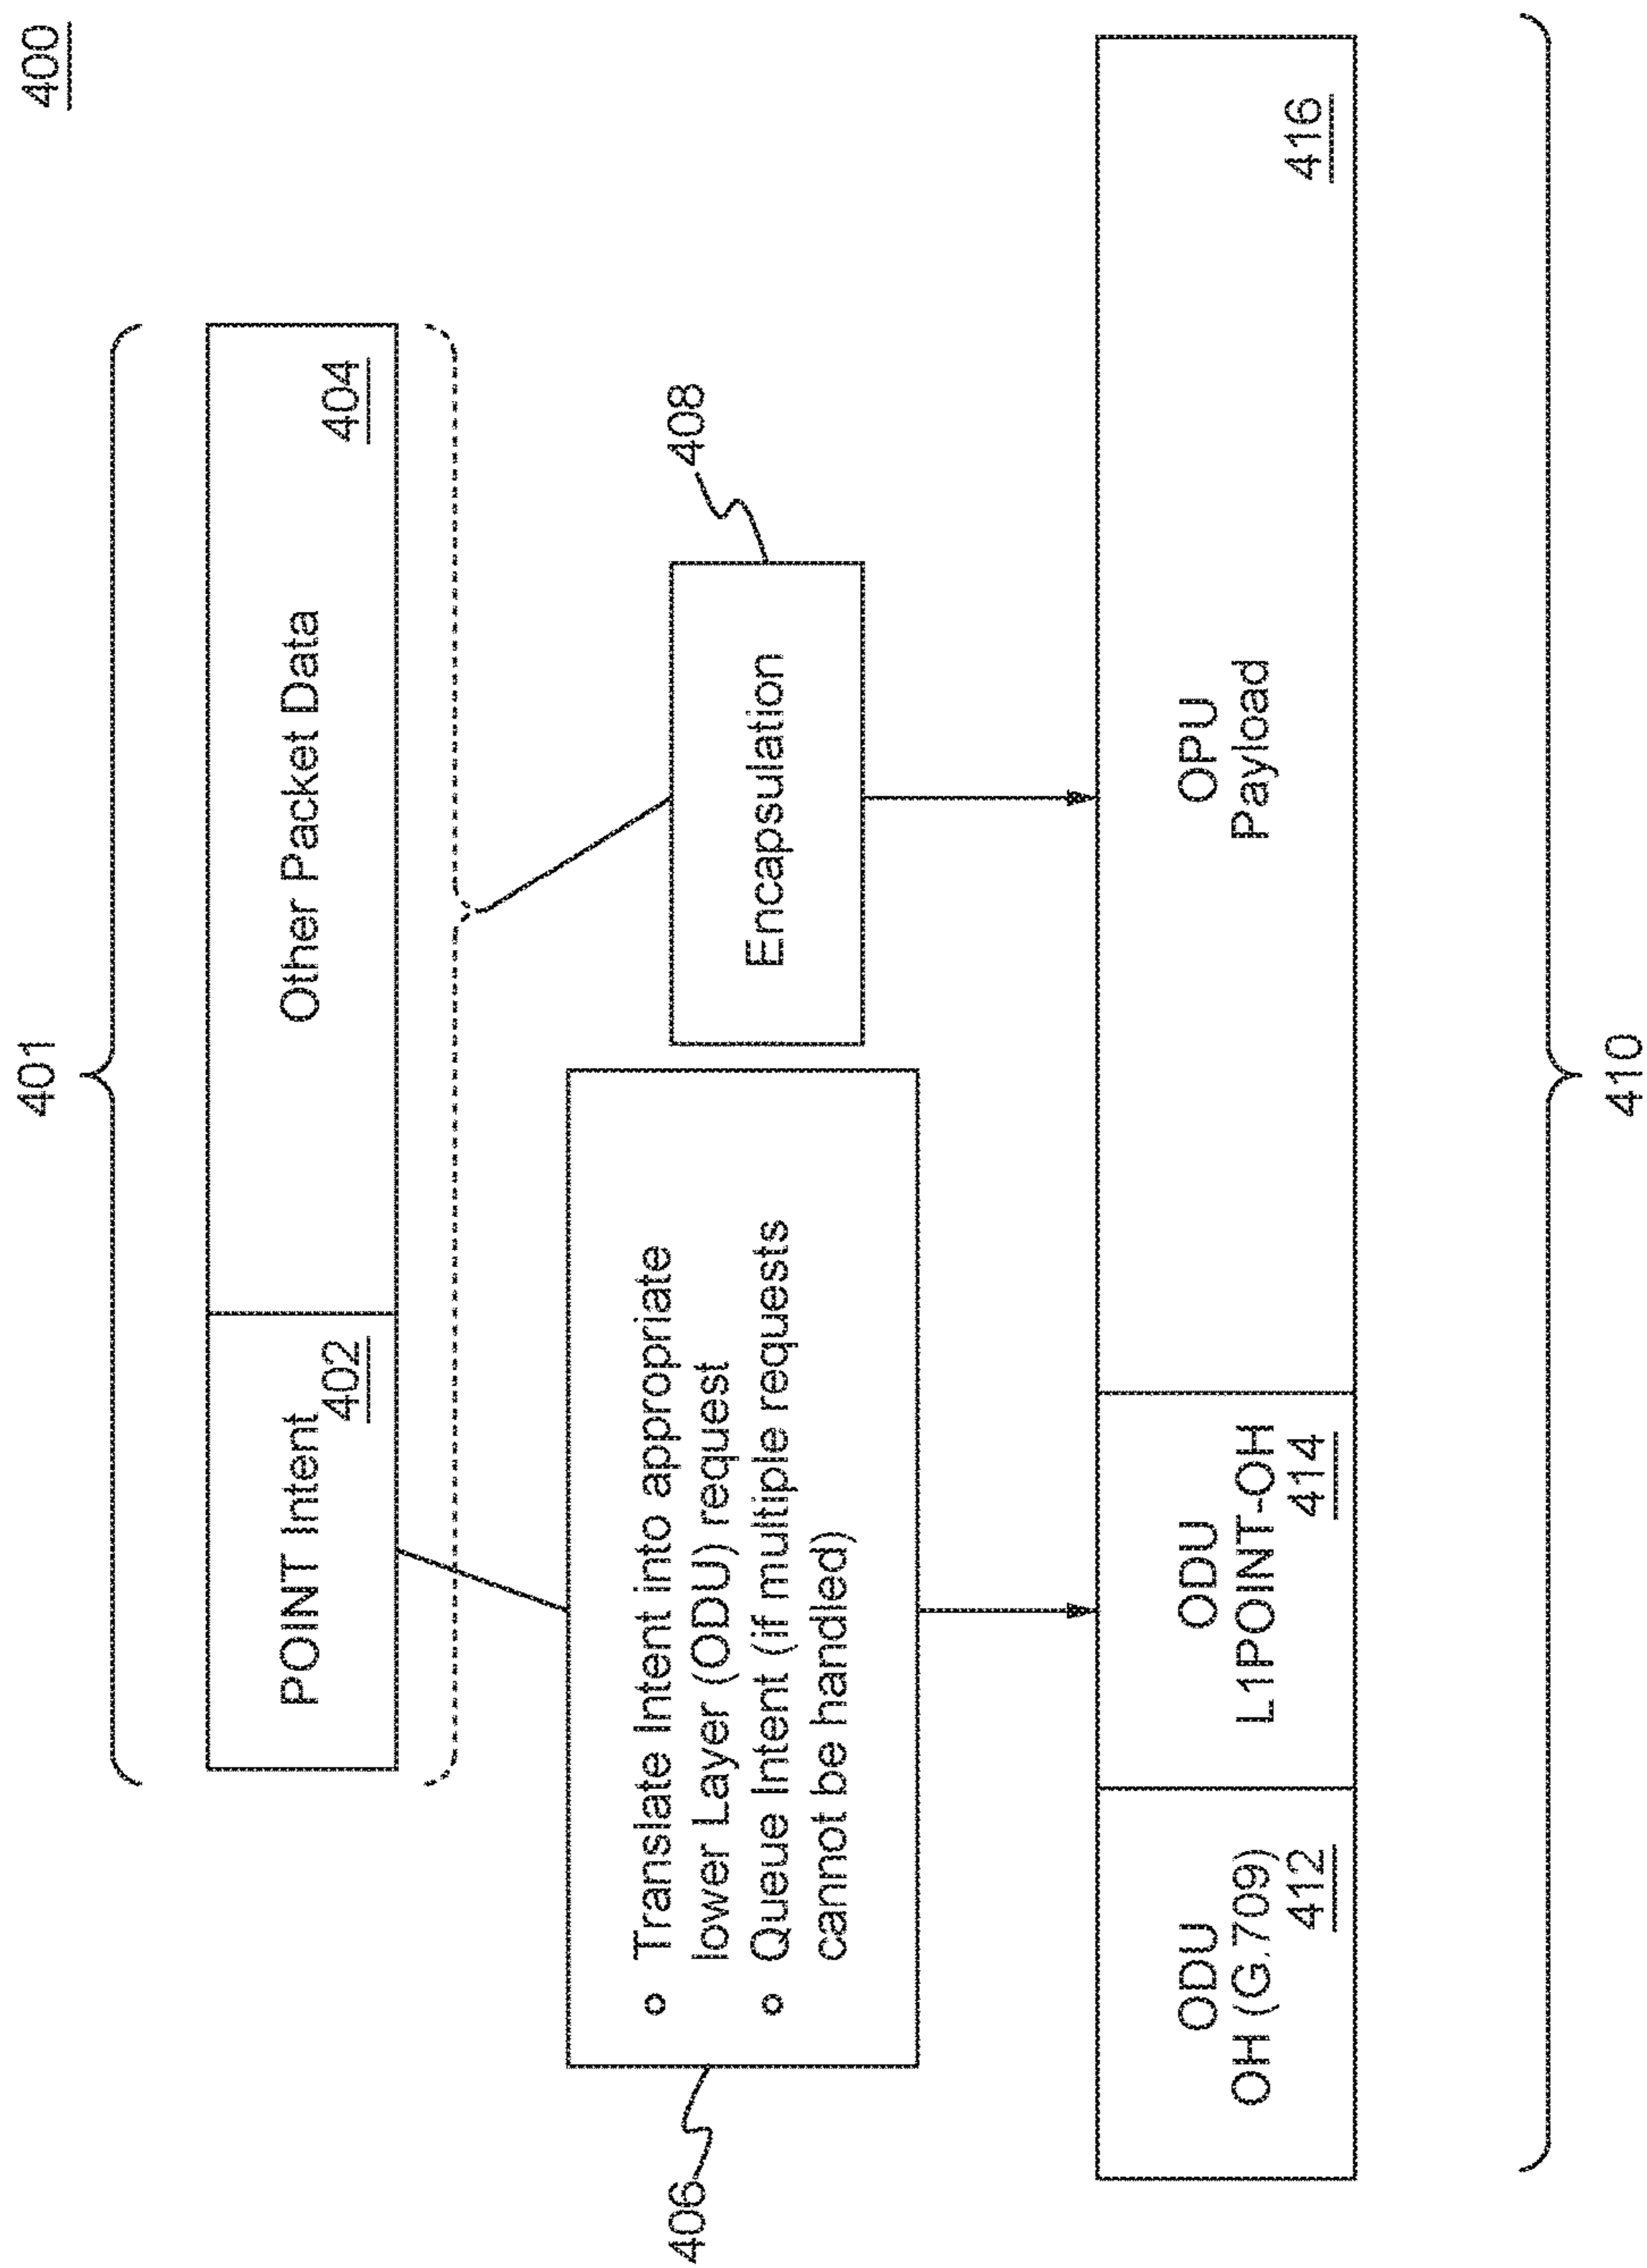 400
401
POINT Intent
402
Other Packet Data
404
406
○ Translate Intent into appropriate
lower Layer (ODU) request
○ Queue Intent (if multiple requests
cannot be handled)
408
Encapsulation
ODU
OH (G.709)
412
ODU
L1POINT-OH
414
OPU
Payload
416
410